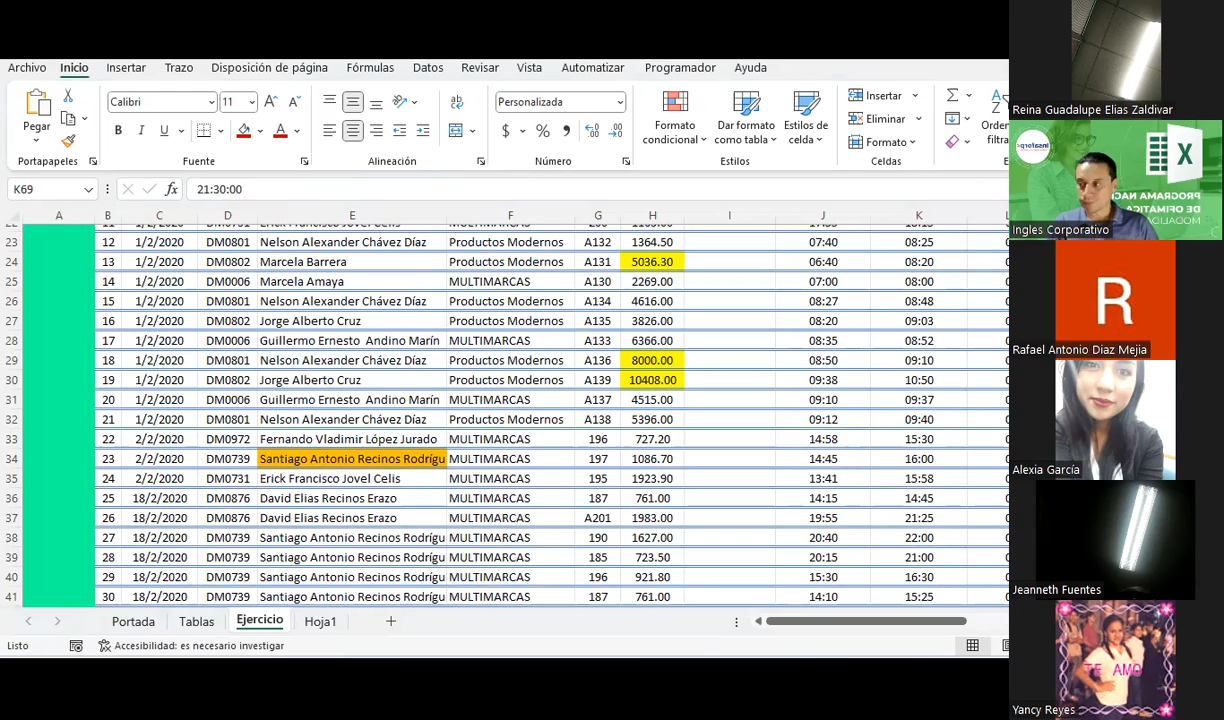 Archivo Inicio Insertar Trazo Disposición de página Fórmulas Datos Revisar Vista Automatizar Programador Ayuda
Pegar
Calibri 11
Personalizada
Formato condicional
Dar formato como tabla
Estilos de celda
Insertar
Eliminar
Formato
Portapapeles Fuente Alineación Número Estilos Celdas
K69 fx 21:30:00
A B C D E F G H I J K
23 12 1/2/2020 DM0801 Nelson Alexander Chávez Díaz Productos Modernos A132 1364.50 07:40 08:25
24 13 1/2/2020 DM0802 Marcela Barrera Productos Modernos A131 5036.30 06:40 08:20
25 14 1/2/2020 DM0006 Marcela Amaya MULTIMARCAS A130 2269.00 07:00 08:00
26 15 1/2/2020 DM0801 Nelson Alexander Chávez Díaz Productos Modernos A134 4616.00 08:27 08:48
27 16 1/2/2020 DM0802 Jorge Alberto Cruz Productos Modernos A135 3826.00 08:20 09:03
28 17 1/2/2020 DM0006 Guillermo Ernesto Andino Marín MULTIMARCAS A133 6366.00 08:35 08:52
29 18 1/2/2020 DM0801 Nelson Alexander Chávez Díaz Productos Modernos A136 8000.00 08:50 09:10
30 19 1/2/2020 DM0802 Jorge Alberto Cruz Productos Modernos A139 10408.00 09:38 10:50
31 20 1/2/2020 DM0006 Guillermo Ernesto Andino Marín MULTIMARCAS A137 4515.00 09:10 09:37
32 21 1/2/2020 DM0801 Nelson Alexander Chávez Díaz Productos Modernos A138 5396.00 09:12 09:40
33 22 2/2/2020 DM0972 Fernando Vladimir López Jurado MULTIMARCAS 196 727.20 14:58 15:30
34 23 2/2/2020 DM0739 Santiago Antonio Recinos Rodrígu MULTIMARCAS 197 1086.70 14:45 16:00
35 24 2/2/2020 DM0731 Erick Francisco Jovel Celis MULTIMARCAS 195 1923.90 13:41 15:58
36 25 18/2/2020 DM0876 David Elias Recinos Erazo MULTIMARCAS 187 761.00 14:15 14:45
37 26 18/2/2020 DM0876 David Elias Recinos Erazo MULTIMARCAS A201 1983.00 19:55 21:25
38 27 18/2/2020 DM0739 Santiago Antonio Recinos Rodrígu MULTIMARCAS 190 1627.00 20:40 22:00
39 28 18/2/2020 DM0739 Santiago Antonio Recinos Rodrígu MULTIMARCAS 185 723.50 20:15 21:00
40 29 18/2/2020 DM0739 Santiago Antonio Recinos Rodrígu MULTIMARCAS 196 921.80 15:30 16:30
41 30 18/2/2020 DM0739 Santiago Antonio Recinos Rodrígu MULTIMARCAS 187 761.00 14:10 15:25
Portada Tablas Ejercicio Hoja1
Listo Accesibilidad: es necesario investigar
Reina Guadalupe Elias Zaldivar
Insaforp
X
PROGRAMA NAC
DE OFIMATICA
MODALIDA
Ingles Corporativo
R
Rafael Antonio Diaz Mejia
Alexia García
Jeanneth Fuentes
TE AMO
Yancy Reyes